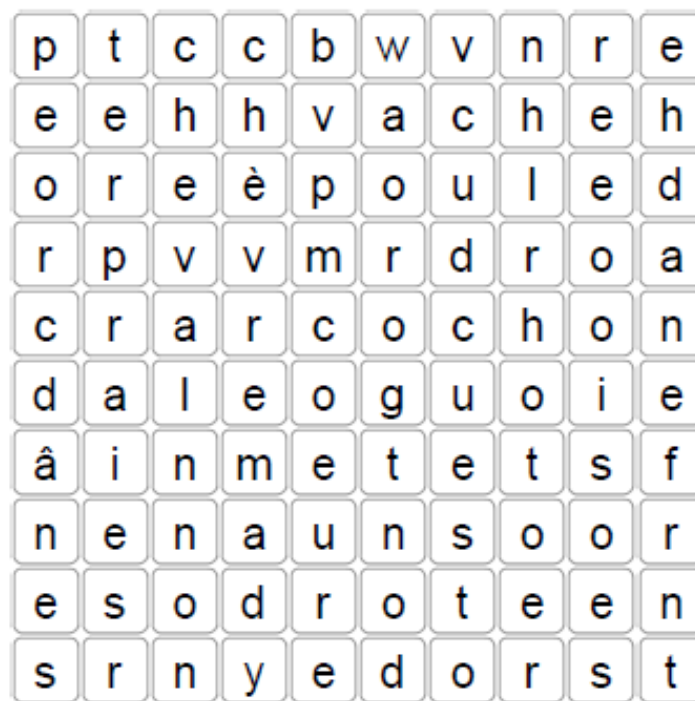 p t c c b w v n r e
e e h h v a c h e h
o r e è p o u l e d
r p v v m r d r o a
c r a r c o c h o n
d a l e o g u o i e
â i n m e t e t s f
n e n a u n s o o r
e s o d r o t e e n
s r n y e d o r s t